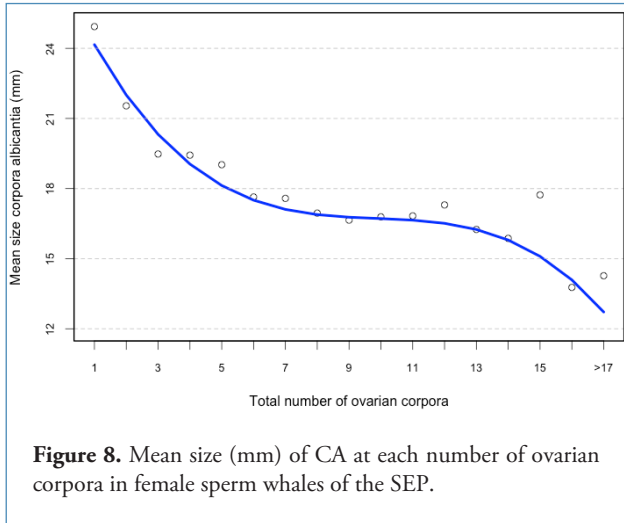 Mean size corpora albicantia (mm)
24
21
18
15
12
1 3 5 7 9 11 13 15 >17
Total number of ovarian corpora
Figure 8. Mean size (mm) of CA at each number of ovarian
corpora in female sperm whales of the SEP.